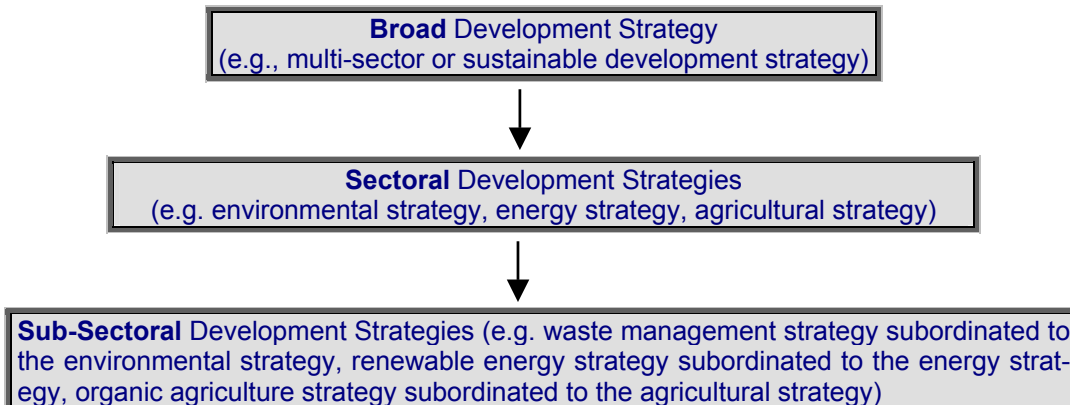 Broad Development Strategy
(e.g., multi-sector or sustainable development strategy)
Sectoral Development Strategies
(e.g. environmental strategy, energy strategy, agricultural strategy)
Sub-Sectoral Development Strategies (e.g. waste management strategy subordinated to
the environmental strategy, renewable energy strategy subordinated to the energy strat-
egy, organic agriculture strategy subordinated to the agricultural strategy)